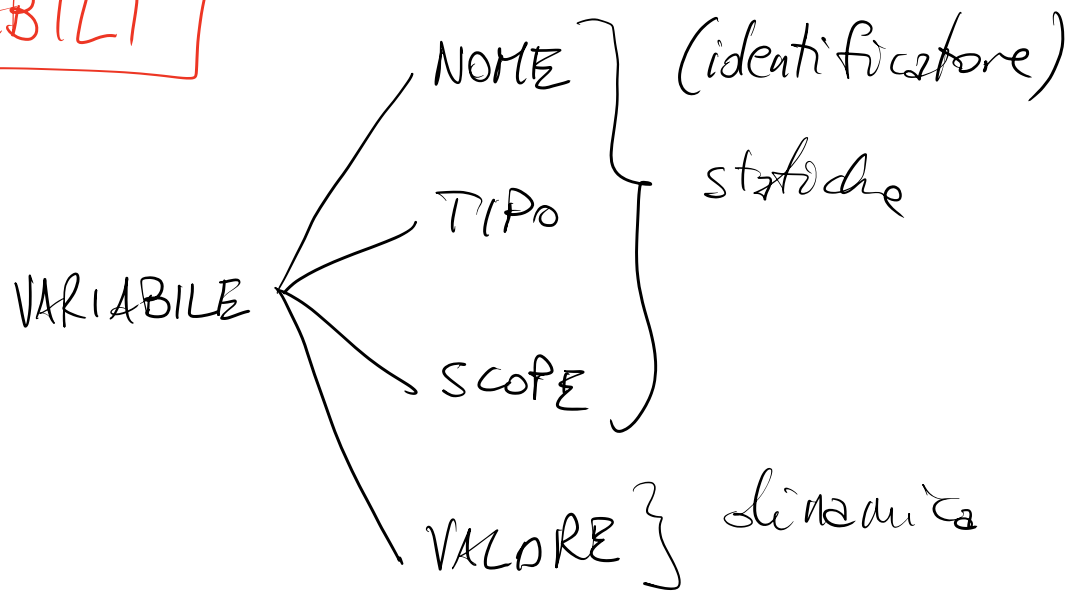 BILI
NOME (identificatore)
statiche
TIPO
VARIABILE
SCOPE
VALORE dinamica